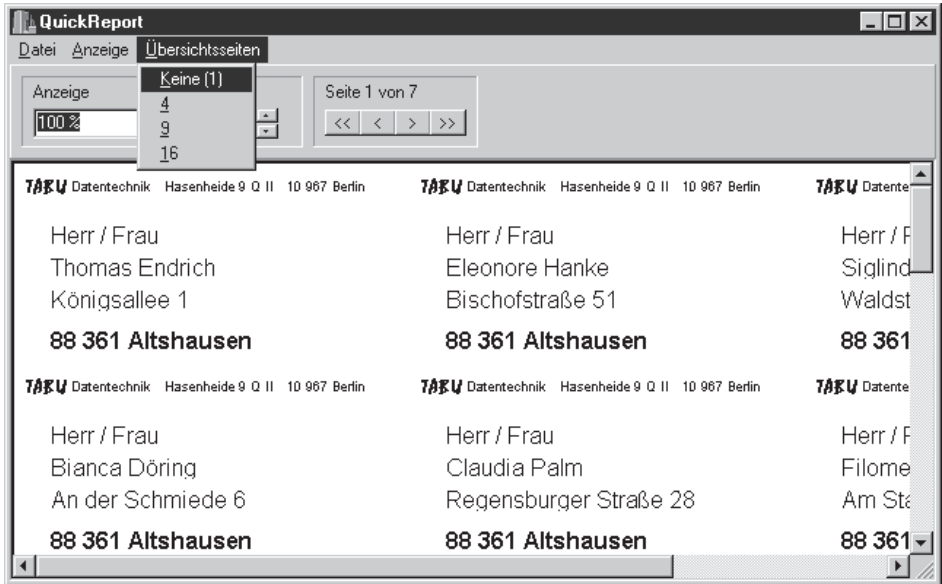 QuickReport
Datei Anzeige Übersichtsseiten
Keine (1)
4
9
16
Anzeige
100 %
Seite 1 von 7
<< < > >>
TABU Datentechnik Hasenheide 9 Q II 10 967 Berlin TABU Datentechnik Hasenheide 9 Q II 10 967 Berlin TABU Datente
Herr / Frau Herr / Frau Herr / F
Thomas Endrich Eleonore Hanke Siglind
Königsallee 1 Bischofstraße 51 Waldst
88 361 Altshausen 88 361 Altshausen 88 361
TABU Datentechnik Hasenheide 9 Q II 10 967 Berlin TABU Datentechnik Hasenheide 9 Q II 10 967 Berlin TABU Datente
Herr / Frau Herr / Frau Herr / F
Bianca Döring Claudia Palm Filome
An der Schmiede 6 Regensburger Straße 28 Am Sta
88 361 Altshausen 88 361 Altshausen 88 361